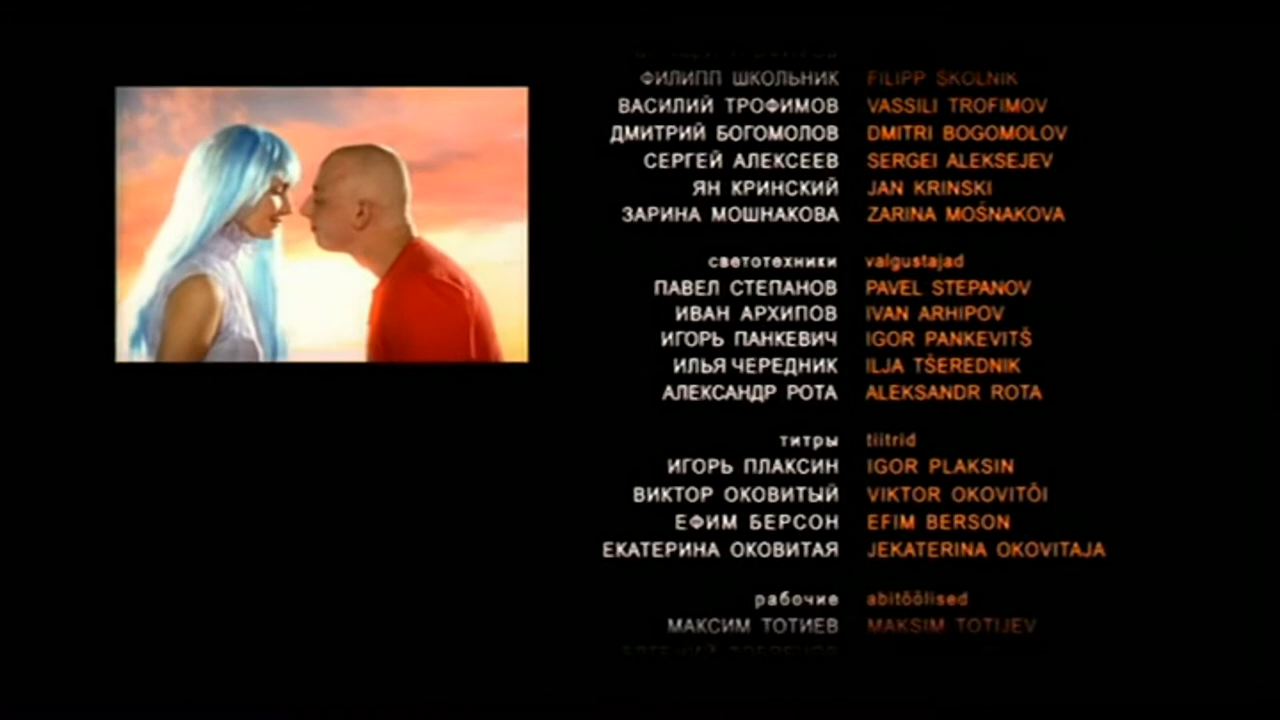 ФИЛИПП ШКОЛЬНИК FILIPP ŠKOLNIK
ВАСИЛИЙ ТРОФИМОВ VASSILI TROFIMOV
ДМИТРИЙ БОГОМОЛОВ DMITRI BOGOMOLOV
СЕРГЕЙ АЛЕКСЕЕВ SERGEI ALEKSEJEV
ЯН КРИНСКИЙ JAN KRINSKI
ЗАРИНА МОШНАКОВА ZARINA MOŠNAKOVA
светотехники valgustajad
ПАВЕЛ СТЕПАНОВ PAVEL STEPANOV
ИВАН АРХИПОВ IVAN ARHIPOV
ИГОРЬ ПАНКЕВИЧ IGOR PANKEVITŠ
ИЛЬЯ ЧЕРЕДНИК ILJA TŠEREDNIK
АЛЕКСАНДР РОТА ALEKSANDR ROTA
титры tiitrid
ИГОРЬ ПЛАКСИН IGOR PLAKSIN
ВИКТОР ОКОВИТЫЙ VIKTOR OKOVITÕI
ЕФИМ БЕРСОН EFIM BERSON
ЕКАТЕРИНА ОКОВИТАЯ JEKATERINA OKOVITAJA
рабочие abitöölised
МАКСИМ ТОТИЕВ MAKSIM TOTIJEV